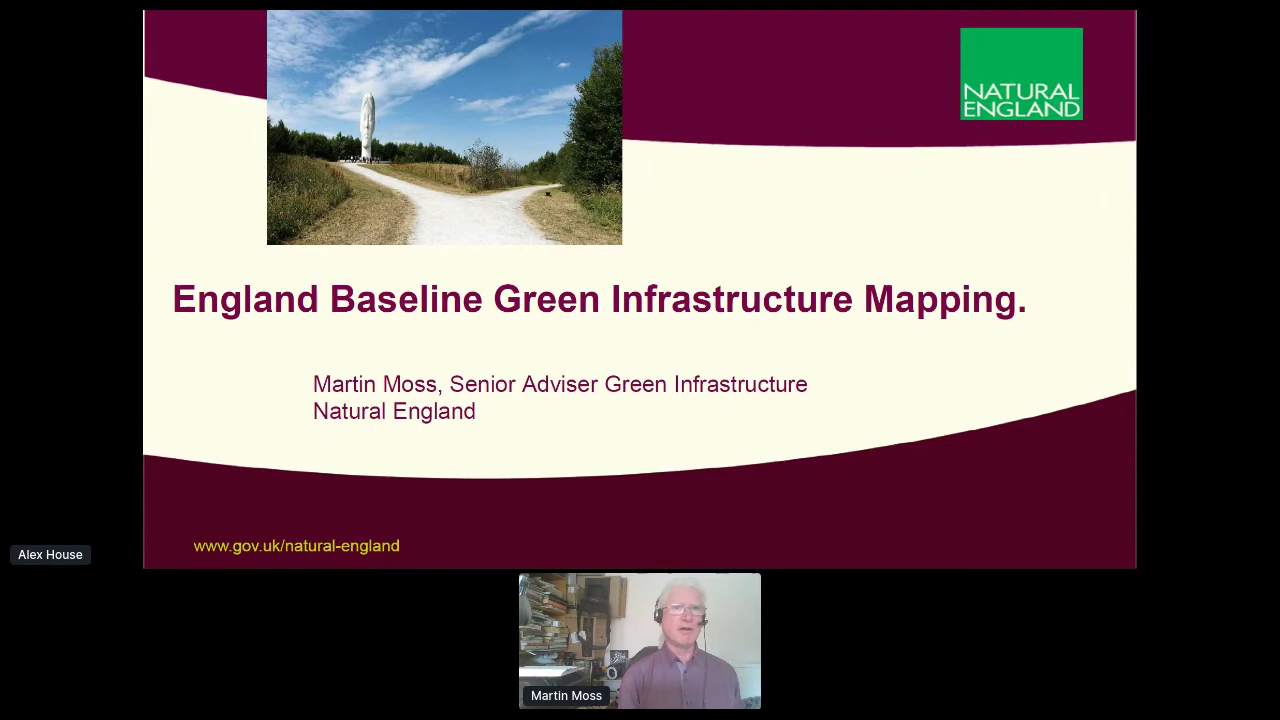 NATURAL
ENGLAND
England Baseline Green Infrastructure Mapping.
Martin Moss, Senior Adviser Green Infrastructure
Natural England
www.gov.uk/natural-england
Alex House
Martin Moss